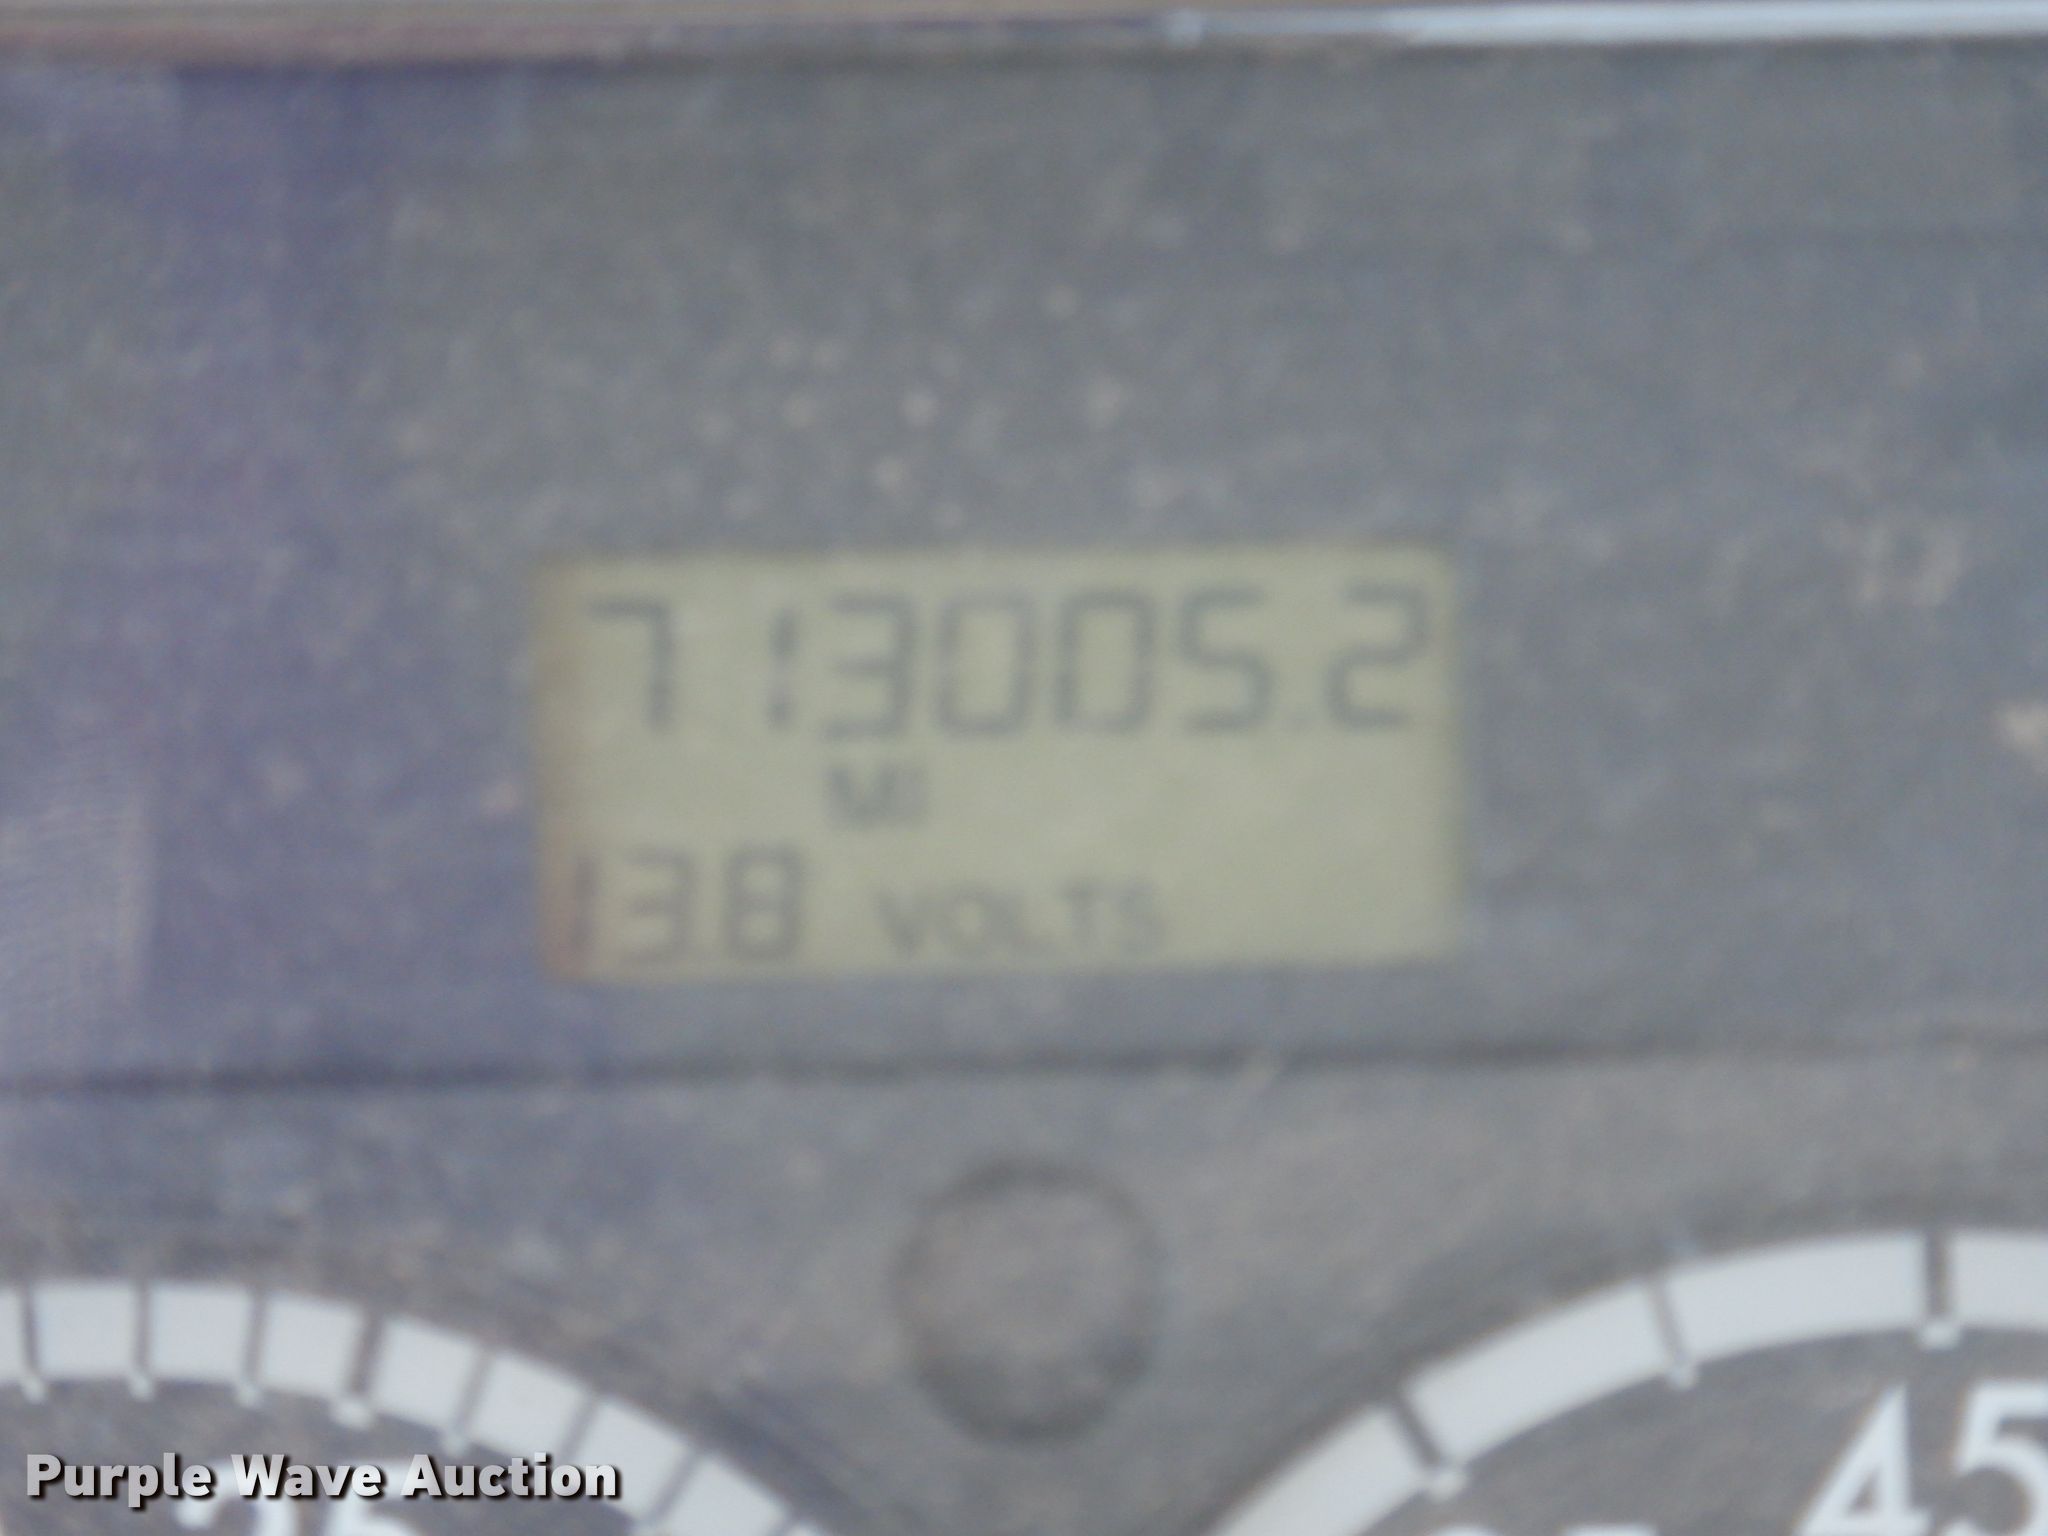 713005.2
MI
13.8 VOLTS
45
Purple Wave Auction